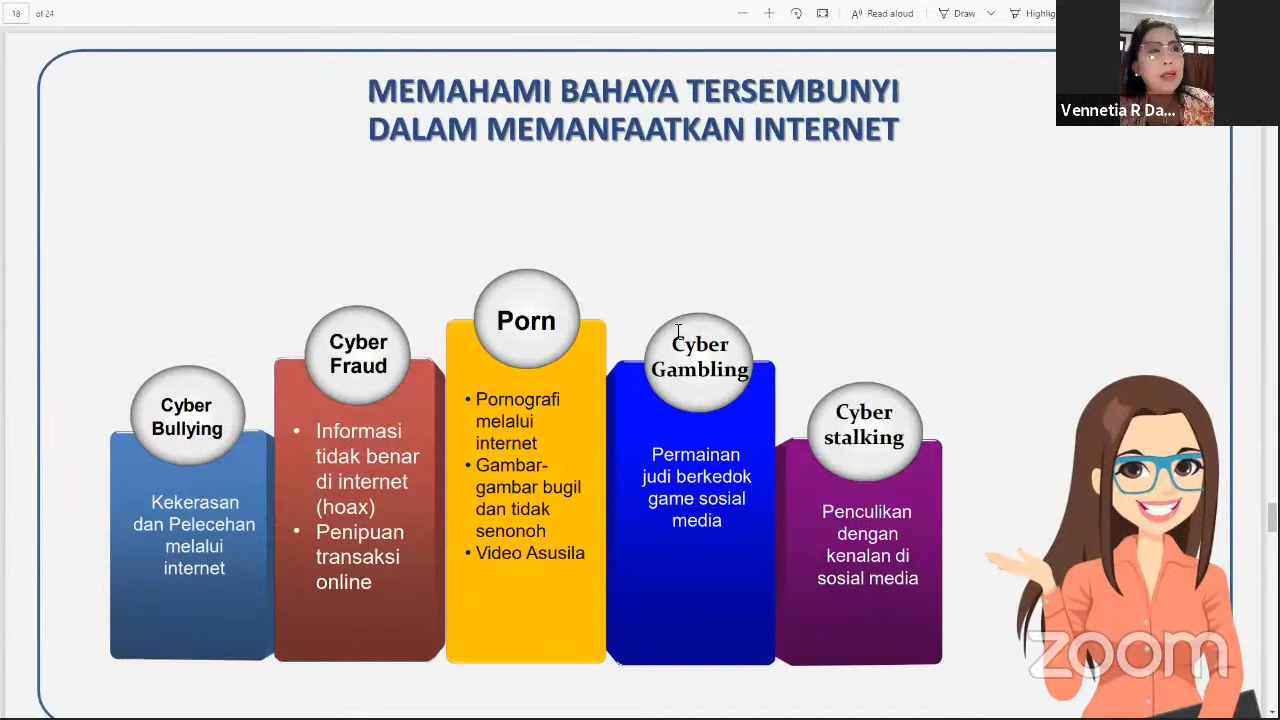 18 of 24
Read aloud
Draw
Highlig
Vennetia R Da...
MEMAHAMI BAHAYA TERSEMBUNYI
DALAM MEMANFAATKAN INTERNET
Cyber
Bullying
Kekerasan
dan Pelecehan
melalui
internet
Cyber
Fraud
• Informasi
tidak benar
di internet
(hoax)
• Penipuan
transaksi
online
Porn
• Pornografi
melalui
internet
• Gambar-
gambar bugil
dan tidak
senonoh
• Video Asusila
Cyber
Gambling
Permainan
judi berkedok
game sosial
media
Cyber
stalking
Penculikan
dengan
kenalan di
sosial media
zoom